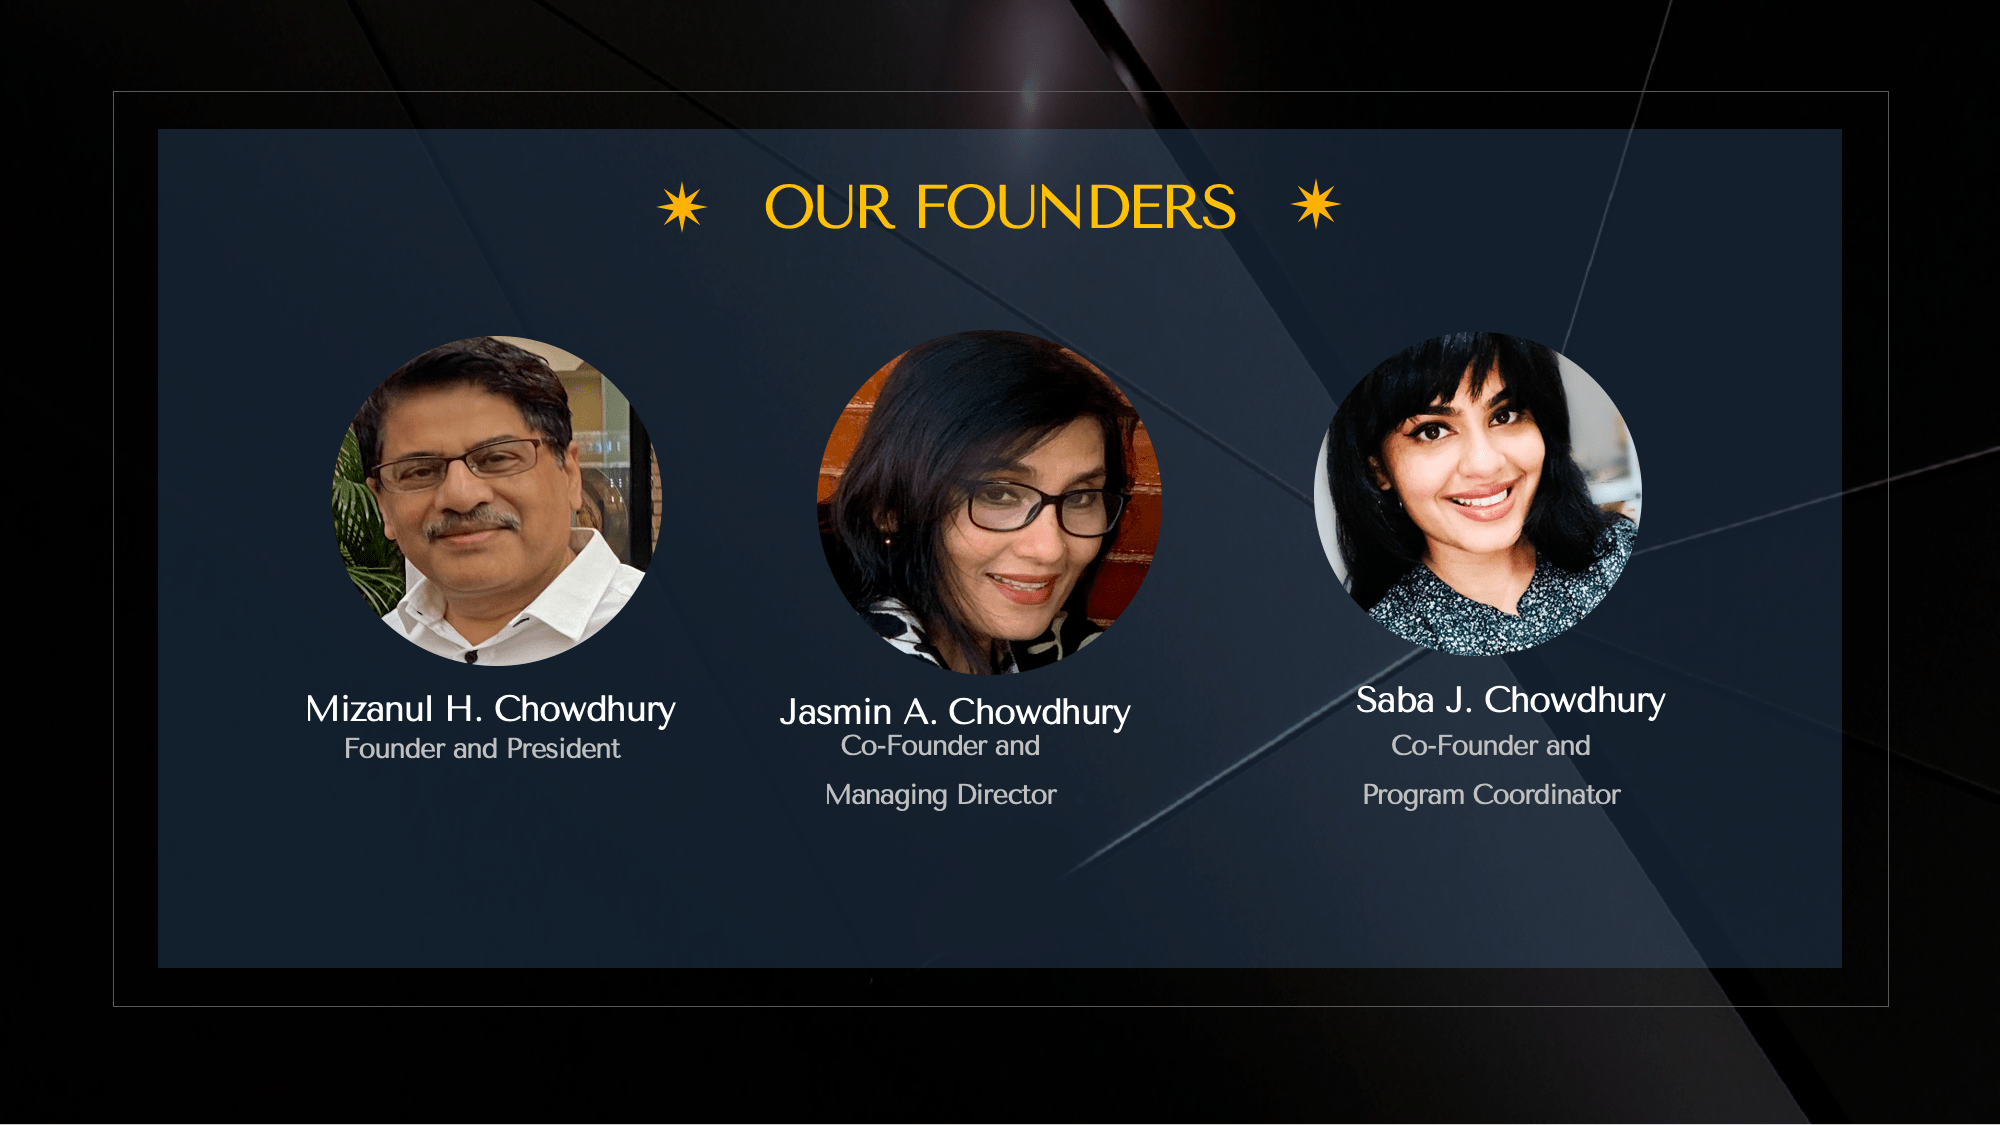 OUR FOUNDERS
Mizanul H. Chowdhury
Founder and President
Jasmin A. Chowdhury
Co-Founder and
Managing Director
Saba J. Chowdhury
Co-Founder and
Program Coordinator